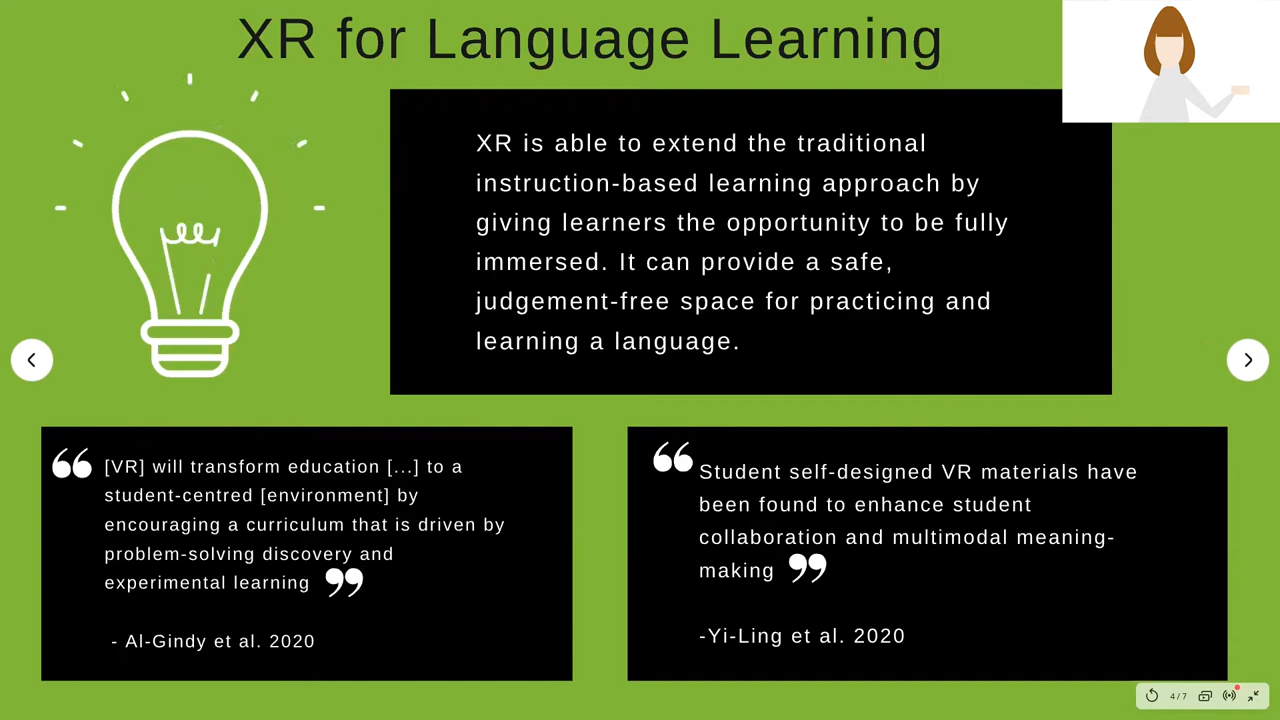 XR for Language Learning
XR is able to extend the traditional
instruction-based learning approach by
giving learners the opportunity to be fully
immersed. It can provide a safe,
judgement-free space for practicing and
learning a language.
“ [VR] will transform education [...] to a
student-centred [environment] by
encouraging a curriculum that is driven by
problem-solving discovery and
experimental learning ”
- Al-Gindy et al. 2020
“ Student self-designed VR materials have
been found to enhance student
collaboration and multimodal meaning-
making ”
-Yi-Ling et al. 2020
4/7